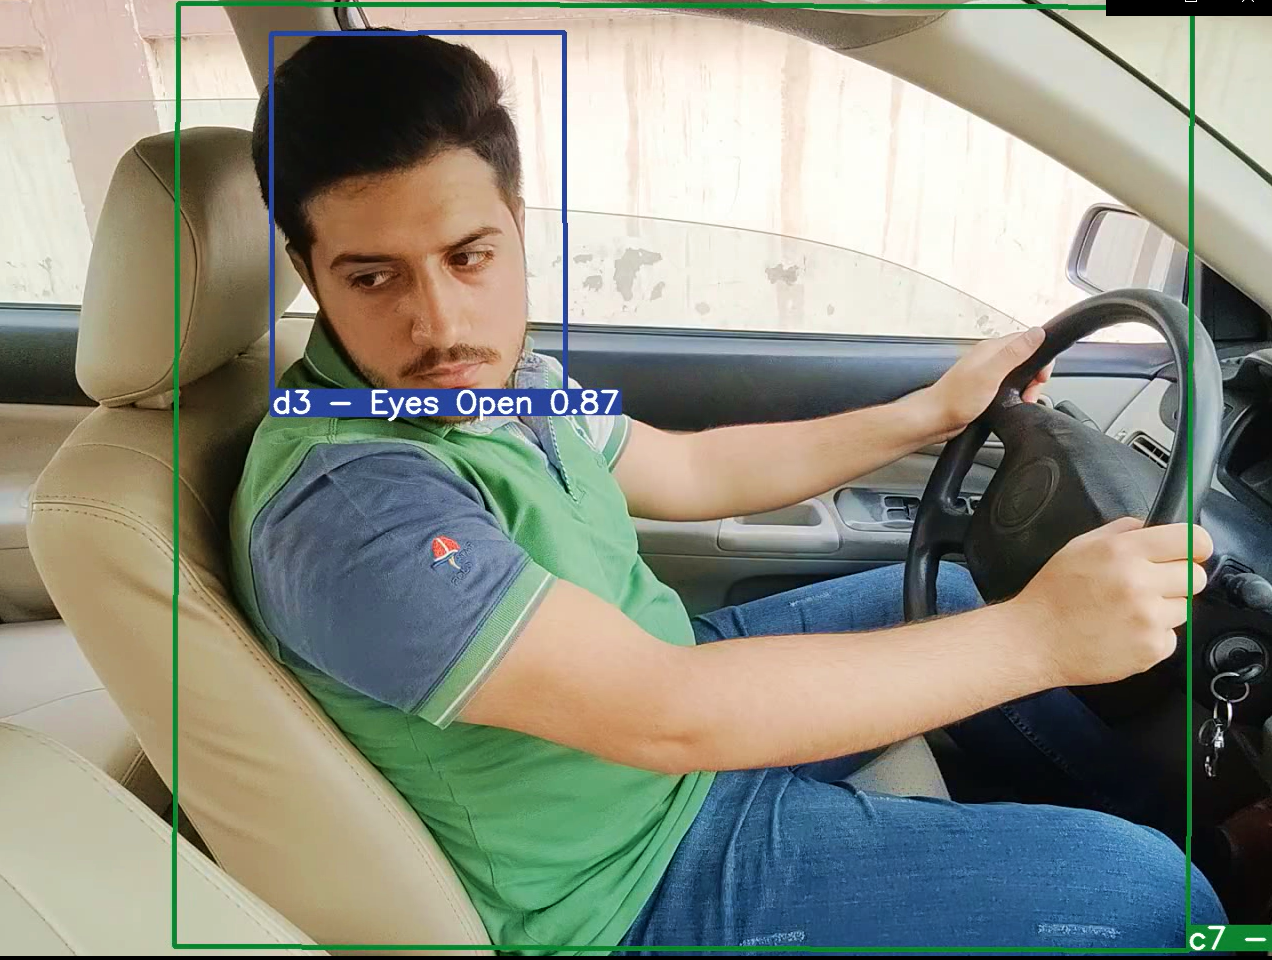 d3 - Eyes Open 0.87
c7 -